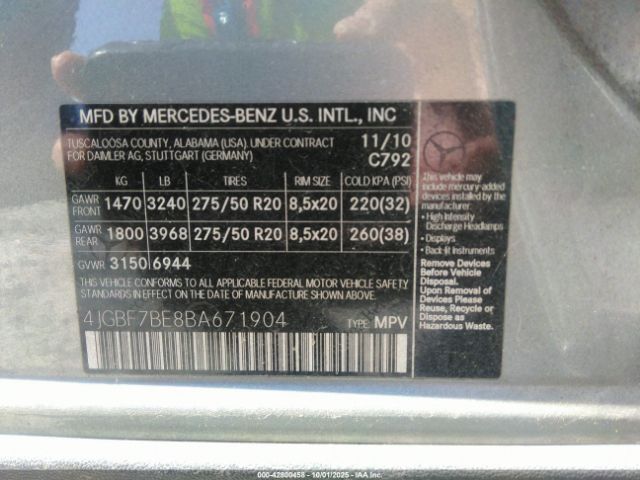 MFD BY MERCEDES-BENZ U.S. INTL., INC
TUSCALOOSA COUNTY, ALABAMA (USA). UNDER CONTRACT
FOR DAIMLER AG, STUTTGART (GERMANY)
11/10
C792
KG LB TIRES RIM SIZE COLD KPA (PSI)
GAWR FRONT 1470 3240 275/50 R20 8,5x20 220(32)
GAWR REAR 1800 3968 275/50 R20 8,5x20 260(38)
GVWR 3150 6944
THIS VEHICLE CONFORMS TO ALL APPLICABLE FEDERAL MOTOR VEHICLE SAFETY
STANDARDS IN EFFECT ON THE DATE OF MANUFACTURE SHOWN ABOVE.
4JGBF7BE8BA671904
TYPE: MPV
This vehicle may
include mercury-added
devices installed by
the manufacturer:
• High Intensity
Discharge Headlamps
• Displays
• Back-lit Instruments
Remove Devices
Before Vehicle
Disposal.
Upon Removal of
Devices Please
Reuse, Recycle or
Dispose as
Hazardous Waste.
000-42800458 - 10/01/2025 - IAA Inc.